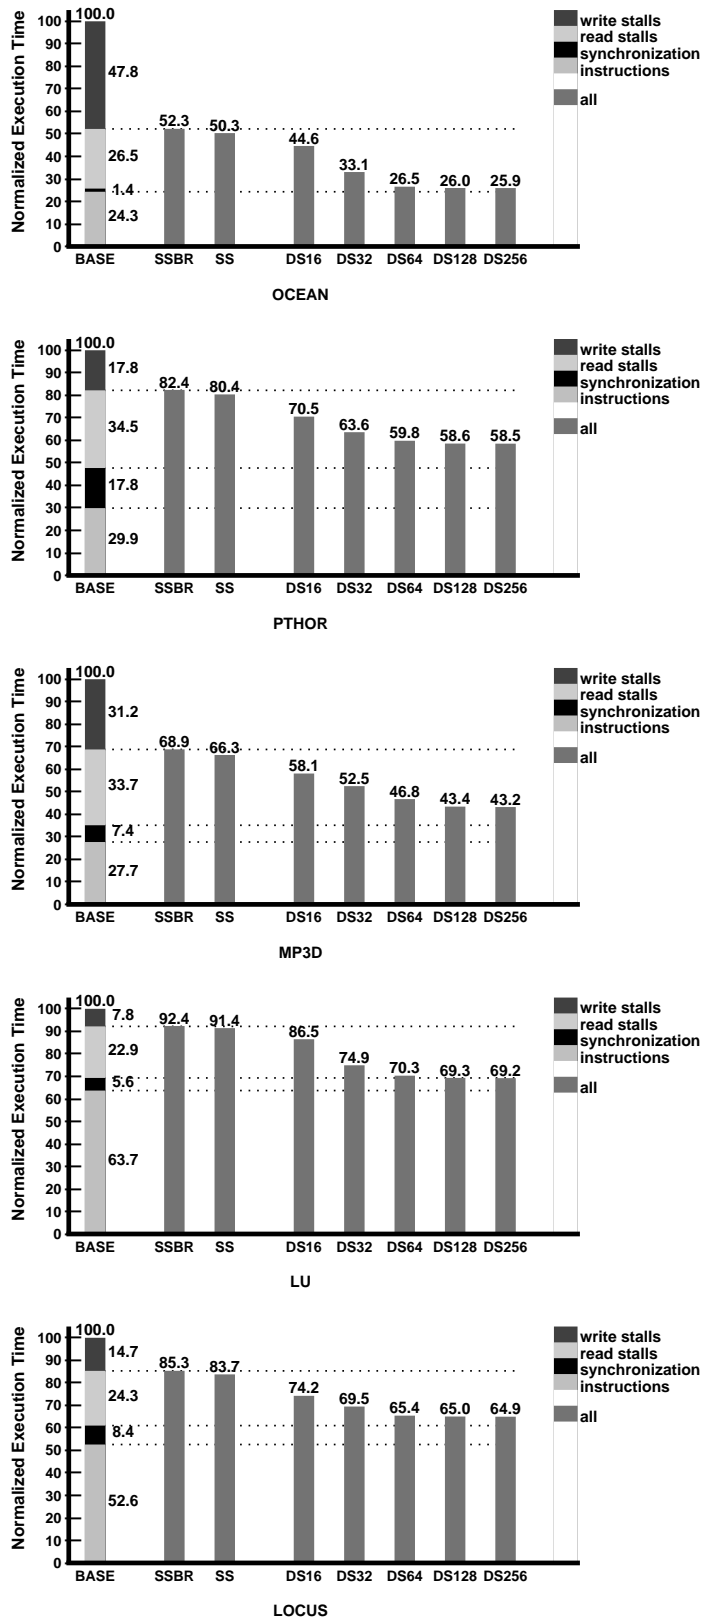 Normalized Execution Time
100
90
80
70
60
50
40
30
20
10
0
100.0
47.8
26.5
1.4
24.3
52.3
50.3
44.6
33.1
26.5
26.0
25.9
BASE SSBR SS DS16 DS32 DS64 DS128 DS256
write stalls
read stalls
synchronization
instructions
all
OCEAN
Normalized Execution Time
100
90
80
70
60
50
40
30
20
10
0
100.0
17.8
34.5
17.8
29.9
82.4
80.4
70.5
63.6
59.8
58.6
58.5
BASE SSBR SS DS16 DS32 DS64 DS128 DS256
write stalls
read stalls
synchronization
instructions
all
PTHOR
Normalized Execution Time
100
90
80
70
60
50
40
30
20
10
0
100.0
31.2
33.7
7.4
27.7
68.9
66.3
58.1
52.5
46.8
43.4
43.2
BASE SSBR SS DS16 DS32 DS64 DS128 DS256
write stalls
read stalls
synchronization
instructions
all
MP3D
Normalized Execution Time
100
90
80
70
60
50
40
30
20
10
0
100.0
7.8
22.9
5.6
63.7
92.4
91.4
86.5
74.9
70.3
69.3
69.2
BASE SSBR SS DS16 DS32 DS64 DS128 DS256
write stalls
read stalls
synchronization
instructions
all
LU
Normalized Execution Time
100
90
80
70
60
50
40
30
20
10
0
100.0
14.7
24.3
8.4
52.6
85.3
83.7
74.2
69.5
65.4
65.0
64.9
BASE SSBR SS DS16 DS32 DS64 DS128 DS256
write stalls
read stalls
synchronization
instructions
all
LOCUS